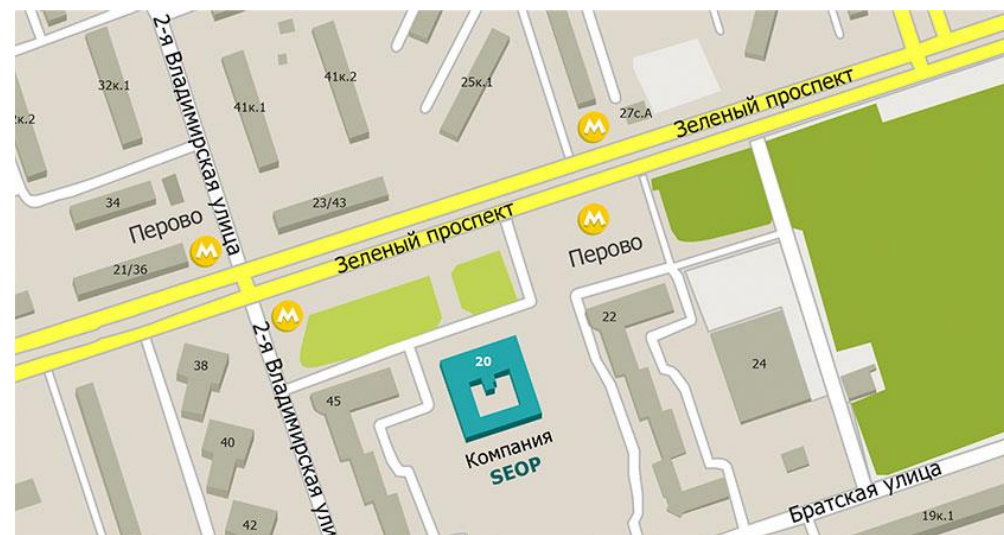 2-я Владимирская улица
32к.1
41к.2
25к.1
41к.1
27с.А
Зеленый проспект
к.2
34
Перово
23/43
21/36
Зеленый проспект
Перово
22
38
2-я Владимирская ули
20
24
45
40
Компания
SEOP
42
Братская улица
19к.1